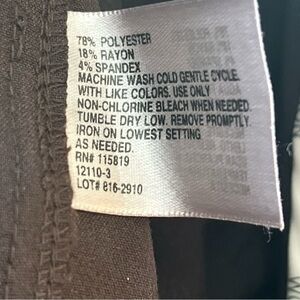 78% POLYESTER
18% RAYON
4% SPANDEX
MACHINE WASH COLD GENTLE CYCLE.
WITH LIKE COLORS. USE ONLY
NON-CHLORINE BLEACH WHEN NEEDED.
TUMBLE DRY LOW. REMOVE PROMPTLY.
IRON ON LOWEST SETTING
AS NEEDED.
RN# 115819
12110-3
LOT# 816-2910